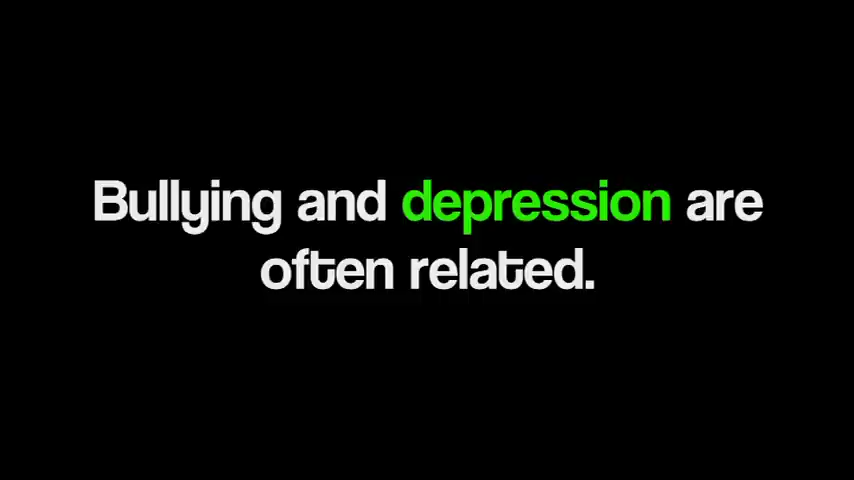 Bullying and depression are
often related.